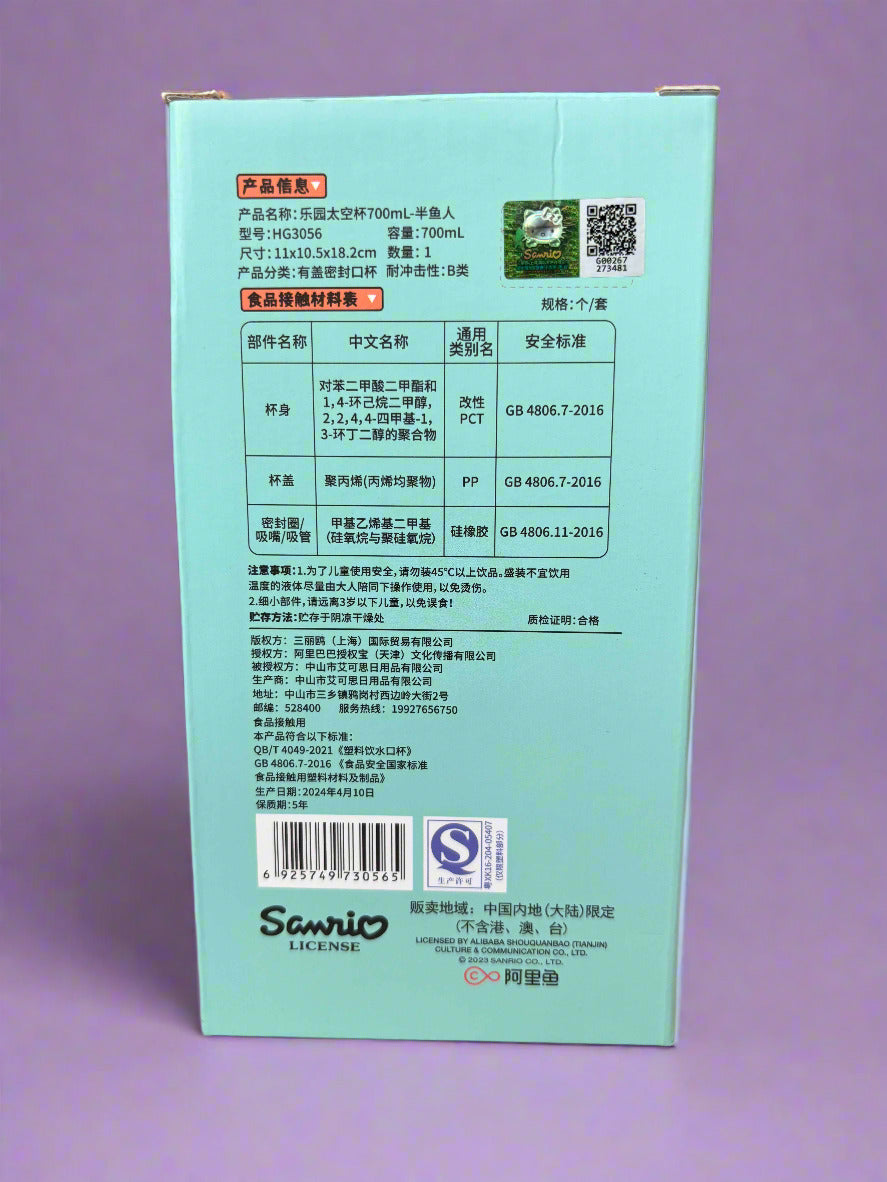 产品信息
产品名称：乐园太空杯700mL-半鱼人
型号：HG3056 容量：700mL
尺寸：11x10.5x18.2cm 数量：1
产品分类：有盖密封口杯 耐冲击性：B类
Sanrio
G00267
273481
食品接触材料表
规格：个/套
部件名称 中文名称 通用类别名 安全标准
杯身 对苯二甲酸二甲酯和 改性 GB 4806.7-2016
1,4-环己烷二甲醇， PCT
2,2,4,4-四甲基-1,
3-环丁二醇的聚合物
杯盖 聚丙烯(丙烯均聚物) PP GB 4806.7-2016
密封圈/ 甲基乙烯基二甲基 硅橡胶 GB 4806.11-2016
吸嘴/吸管 （硅氧烷与聚硅氧烷）
注意事项：1.为了儿童使用安全，请勿装45℃以上饮品。盛装不宜饮用
温度的液体尽量由大人陪同下操作使用，以免烫伤。
2.细小部件，请远离3岁以下儿童，以免误食！
贮存方法：贮存于阴凉干燥处 质检证明：合格
版权方：三丽鸥（上海）国际贸易有限公司
授权方：阿里巴巴授权宝（天津）文化传播有限公司
被授权方：中山市艾可思日用品有限公司
生产商：中山市艾可思日用品有限公司
地址：中山市三乡镇鸦岗村西边岭大街2号
邮编：528400 服务热线：19927656750
食品接触用
本产品符合以下标准：
QB/T 4049-2021《塑料饮水口杯》
GB 4806.7-2016《食品安全国家标准
食品接触用塑料材料及制品》
生产日期：2024年4月10日
保质期：5年
6 925749 730565
生产许可
粤XK16-204-05407
（仅限塑料部分）
Sanrio
LICENSE
贩卖地域：中国内地（大陆）限定
（不含港、澳、台）
LICENSED BY ALIBABA SHOUQUANBAO (TIANJIN)
CULTURE & COMMUNICATION CO., LTD.
© 2023 SANRIO CO., LTD.
阿里鱼